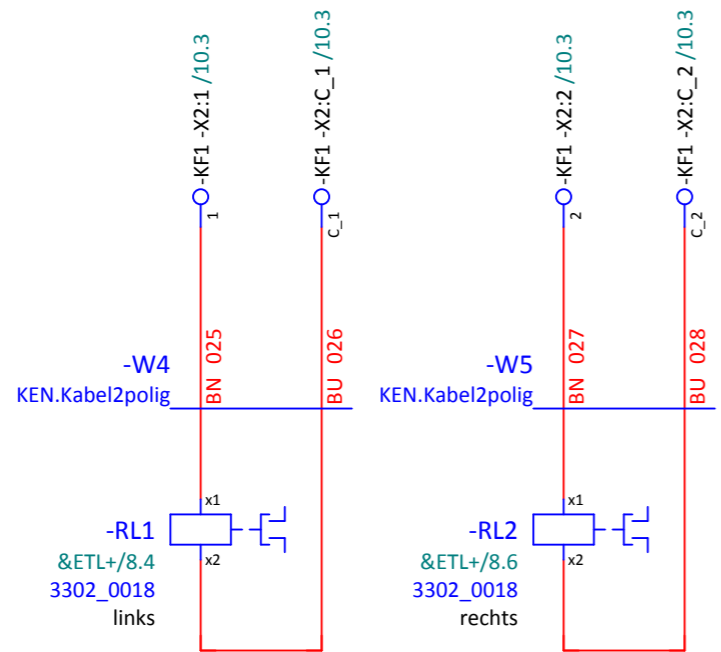 -KF1 -X2:1 /10.3
-KF1 -X2:C_1 /10.3
-KF1 -X2:2 /10.3
-KF1 -X2:C_2 /10.3
1
C_1
2
C_2
BN 025
BU 026
BN 027
BU 028
-W4
KEN.Kabel2polig
-W5
KEN.Kabel2polig
x1
-RL1
x2
&ETL+/8.4
3302_0018
links
x1
-RL2
x2
&ETL+/8.6
3302_0018
rechts